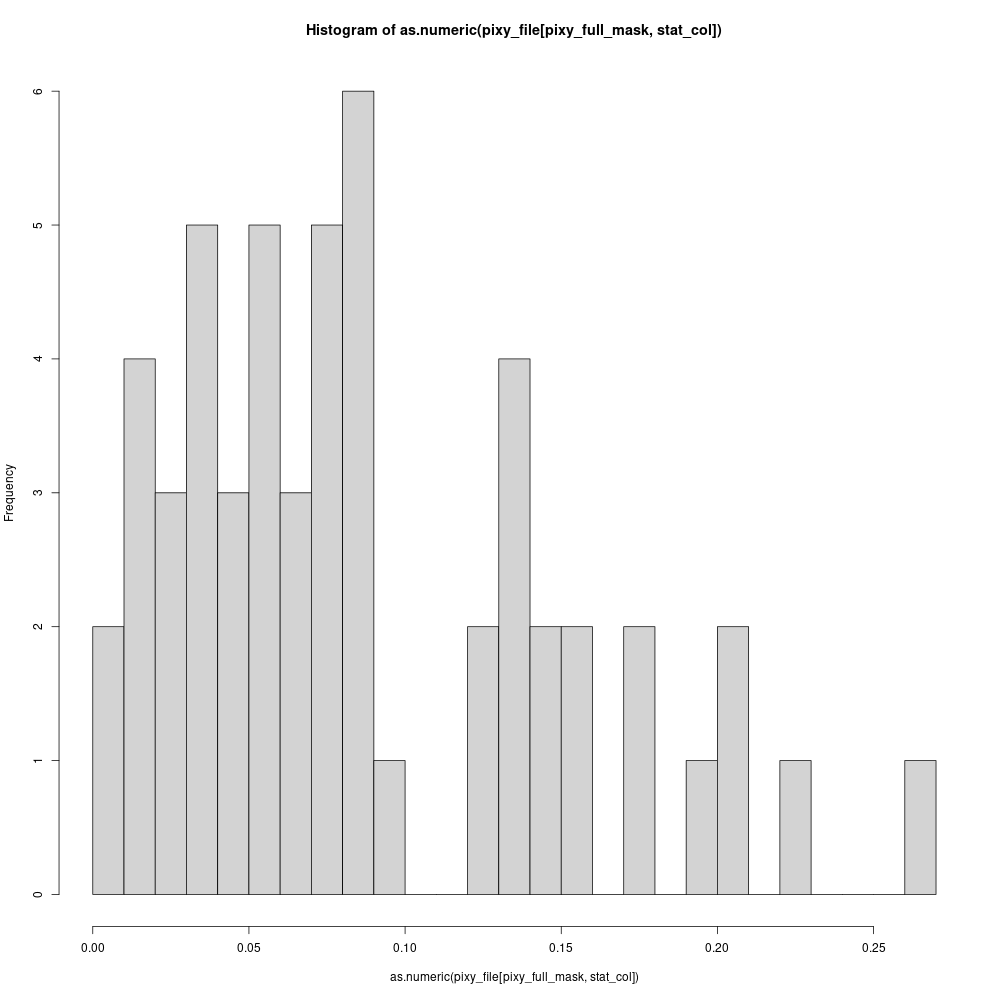 Histogram of as.numeric(pixy_file[pixy_full_mask, stat_col])
6
5
4
3
2
1
0
Frequency
0.00 0.05 0.10 0.15 0.20 0.25
as.numeric(pixy_file[pixy_full_mask, stat_col])